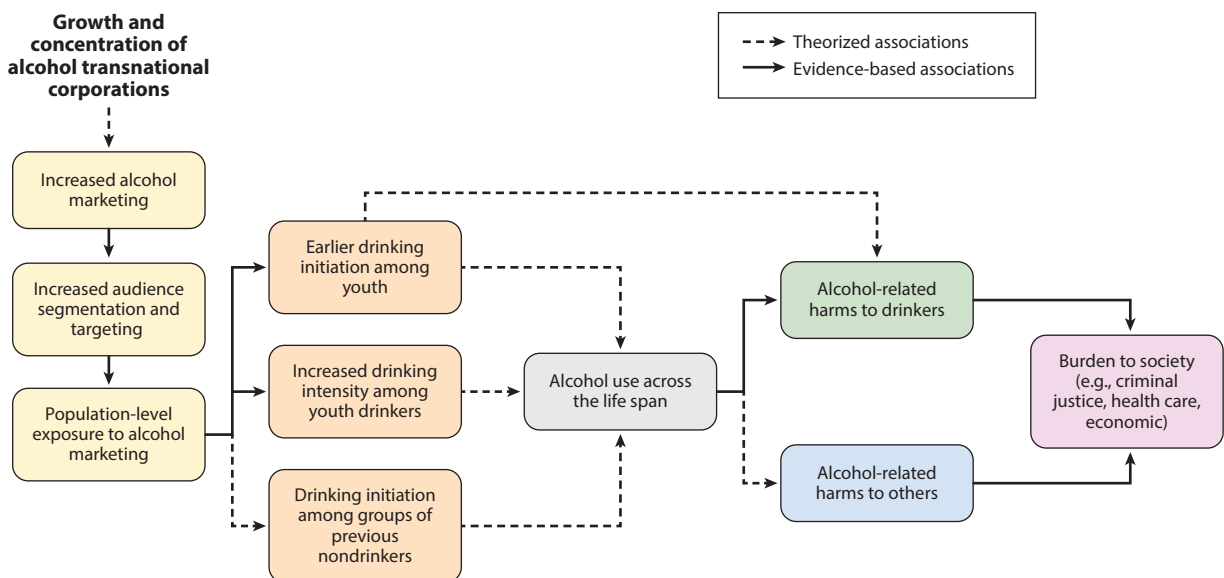 Growth and
concentration of
alcohol transnational
corporations
Theorized associations
Evidence-based associations
Increased alcohol
marketing
Increased audience
segmentation and
targeting
Population-level
exposure to alcohol
marketing
Earlier drinking
initiation among
youth
Increased drinking
intensity among
youth drinkers
Drinking initiation
among groups of
previous nondrinkers
Alcohol use across
the life span
Alcohol-related
harms to drinkers
Alcohol-related
harms to others
Burden to society
(e.g., criminal
justice, health care,
economic)